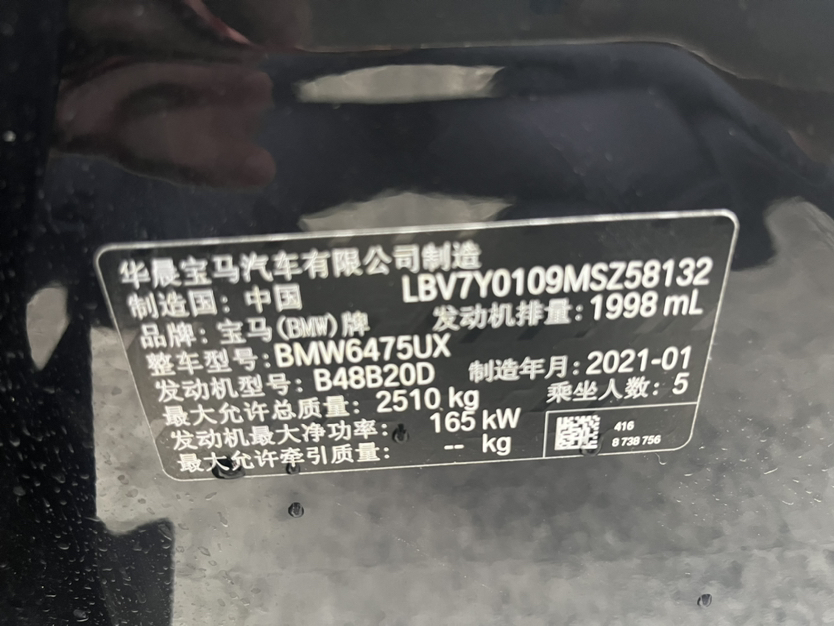 华晨宝马汽车有限公司制造
制造国：中国 LBV7Y0109MSZ58132
品牌：宝马(BMW)牌 发动机排量：1998 mL
整车型号：BMW6475UX
发动机型号：B48B20D 制造年月：2021-01
最大允许总质量： 2510 kg 乘坐人数：5
发动机最大净功率： 165 kW
最大允许牵引质量： -- kg
416
8 738 756